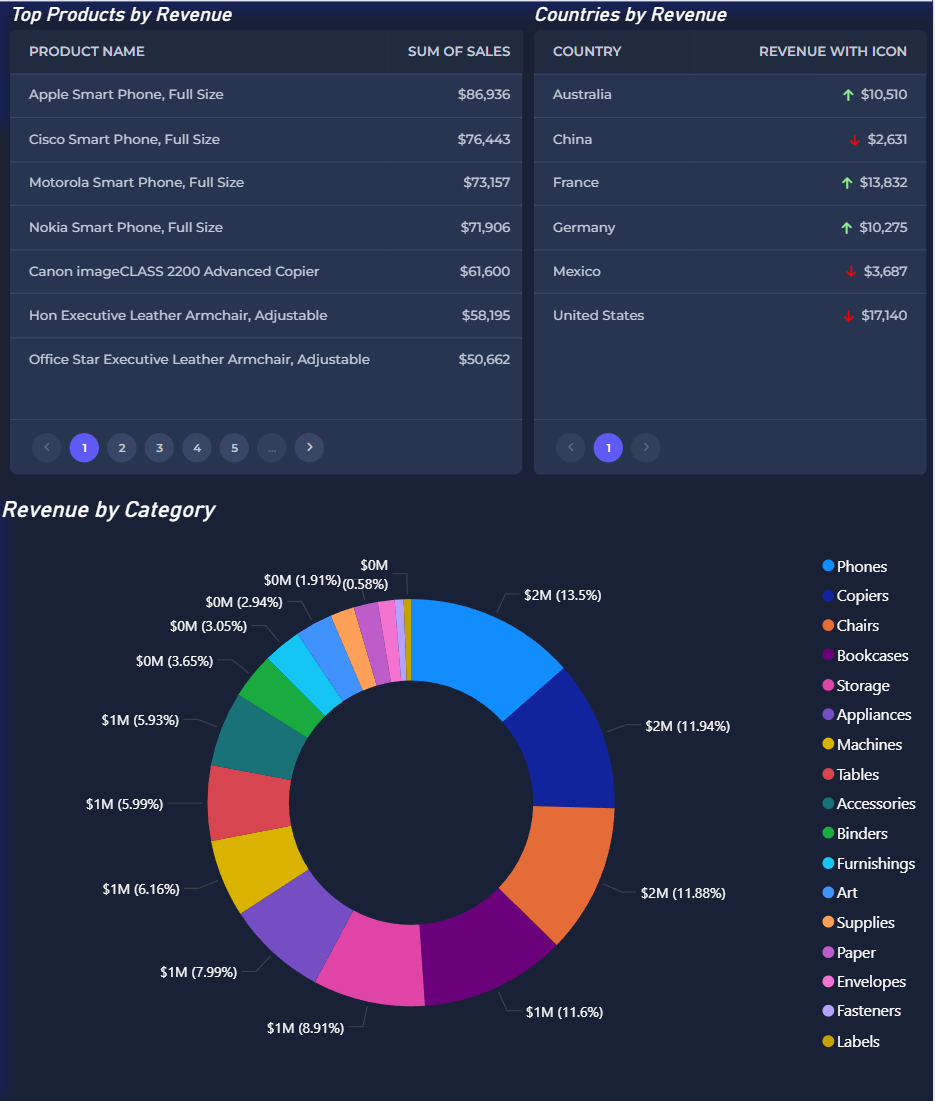 Top Products by Revenue
PRODUCT NAME SUM OF SALES
Apple Smart Phone, Full Size $86,936
Cisco Smart Phone, Full Size $76,443
Motorola Smart Phone, Full Size $73,157
Nokia Smart Phone, Full Size $71,906
Canon imageCLASS 2200 Advanced Copier $61,600
Hon Executive Leather Armchair, Adjustable $58,195
Office Star Executive Leather Armchair, Adjustable $50,662
1 2 3 4 5 ...
Countries by Revenue
COUNTRY REVENUE WITH ICON
Australia ↑ $10,510
China ↓ $2,631
France ↑ $13,832
Germany ↑ $10,275
Mexico ↓ $3,687
United States ↓ $17,140
1
Revenue by Category
$2M (13.5%)
$2M (11.94%)
$2M (11.88%)
$1M (11.6%)
$1M (8.91%)
$1M (7.99%)
$1M (6.16%)
$1M (5.99%)
$1M (5.93%)
$0M (3.65%)
$0M (3.05%)
$0M (2.94%)
$0M (1.91%)
$0M
(0.58%)
Phones
Copiers
Chairs
Bookcases
Storage
Appliances
Machines
Tables
Accessories
Binders
Furnishings
Art
Supplies
Paper
Envelopes
Fasteners
Labels